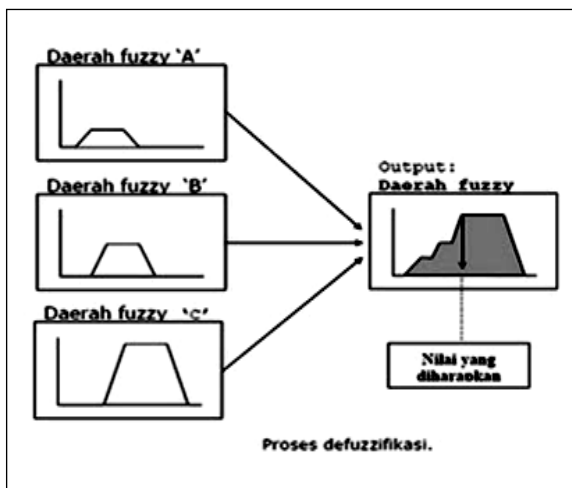 Daerah fuzzy 'A'
Daerah fuzzy 'B'
Daerah fuzzy 'C'
Output:
Daerah fuzzy
Nilai yang
diharapkan
Proses defuzzifikasi.